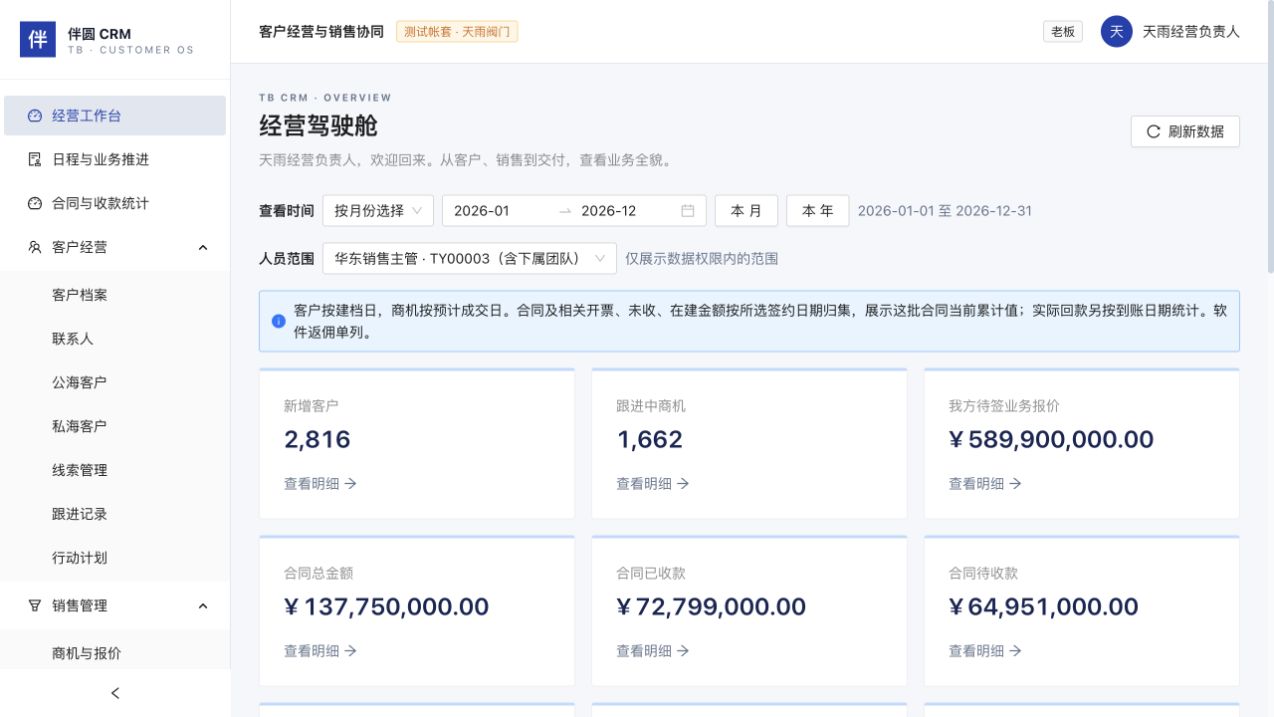 伴
伴圆 CRM
TB · CUSTOMER OS
经营工作台
日程与业务推进
合同与收款统计
客户经营
客户档案
联系人
公海客户
私海客户
线索管理
跟进记录
行动计划
销售管理
商机与报价
客户经营与销售协同
测试帐套 · 天雨阀门
老板
天
天雨经营负责人
TB CRM · OVERVIEW
经营驾驶舱
天雨经营负责人，欢迎回来。从客户、销售到交付，查看业务全貌。
刷新数据
查看时间 按月份选择 2026-01 → 2026-12 本 月 本 年 2026-01-01 至 2026-12-31
人员范围 华东销售主管 · TY00003（含下属团队） 仅展示数据权限内的范围
客户按建档日，商机按预计成交日。合同及相关开票、未收、在建金额按所选签约日期归集，展示这批合同当前累计值；实际回款另按到账日期统计。软
件返佣单列。
新增客户
2,816
查看明细 →
跟进中商机
1,662
查看明细 →
我方待签业务报价
¥ 589,900,000.00
查看明细 →
合同总金额
¥ 137,750,000.00
查看明细 →
合同已收款
¥ 72,799,000.00
查看明细 →
合同待收款
¥ 64,951,000.00
查看明细 →